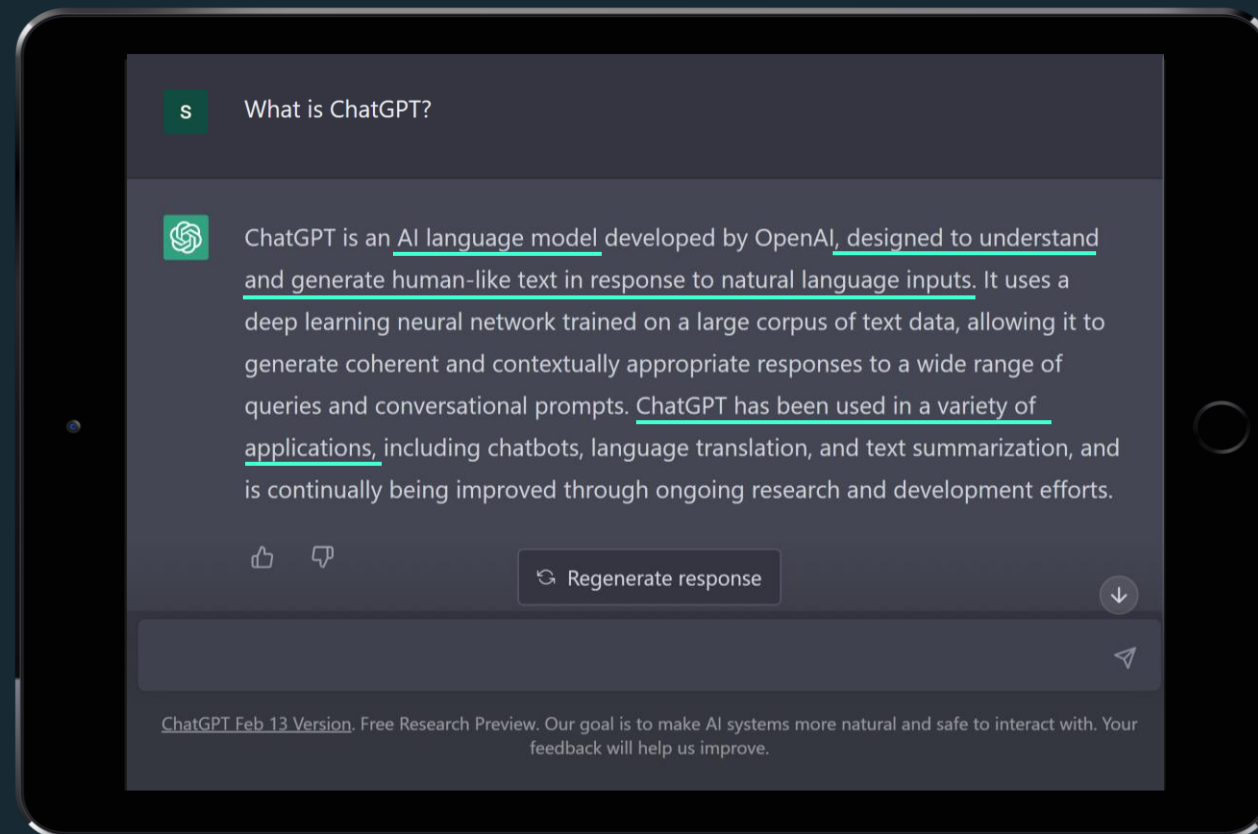 S
What is ChatGPT?
ChatGPT is an AI language model developed by OpenAI, designed to understand
and generate human-like text in response to natural language inputs. It uses a
deep learning neural network trained on a large corpus of text data, allowing it to
generate coherent and contextually appropriate responses to a wide range of
queries and conversational prompts. ChatGPT has been used in a variety of
applications, including chatbots, language translation, and text summarization, and
is continually being improved through ongoing research and development efforts.
Regenerate response
ChatGPT Feb 13 Version. Free Research Preview. Our goal is to make AI systems more natural and safe to interact with. Your
feedback will help us improve.